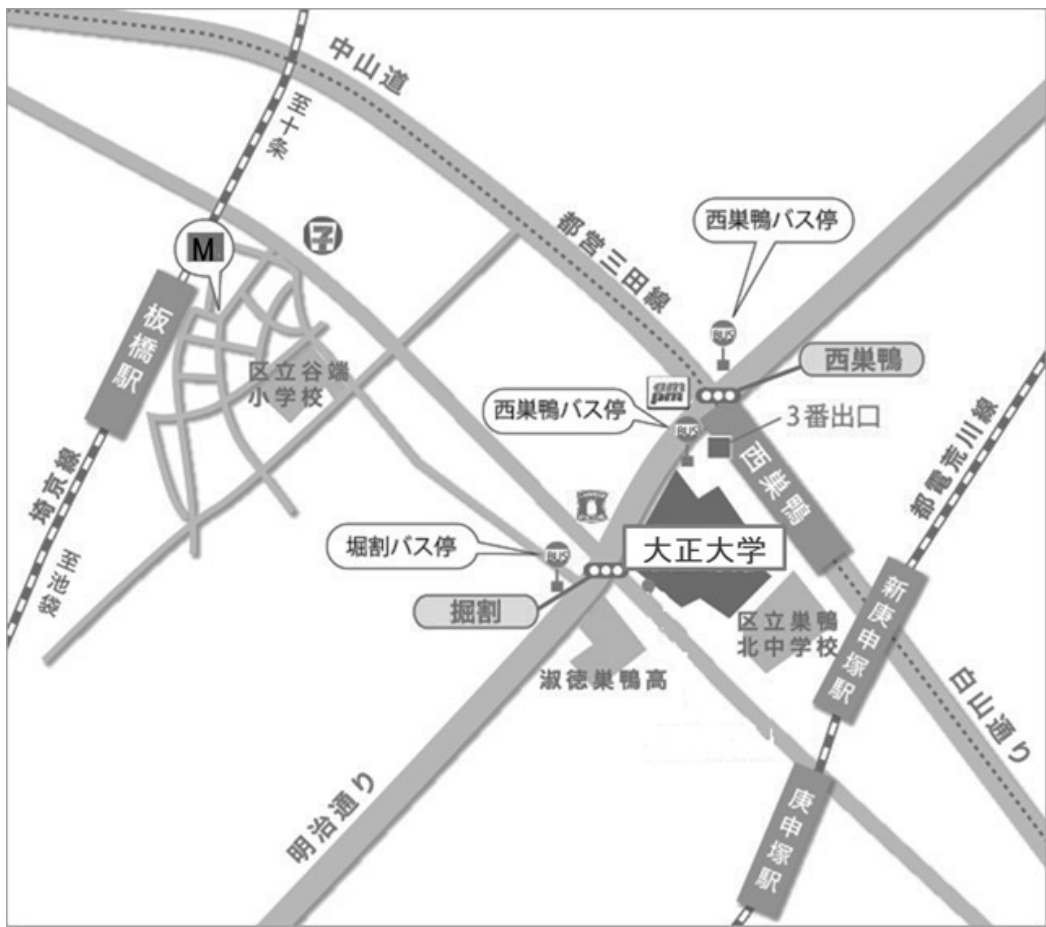 中山道
至十条
西巣鴨バス停
都営三田線
M
7
BUS
板橋駅
西巣鴨
区立谷端
小学校
am
pm
西巣鴨バス停
BUS
3番出口
都電荒川線
埼京線
西巣鴨
堀割バス停
BUS
大正大学
至池袋
掘割
新庚申塚駅
区立巣鴨
北中学校
淑徳巣鴨高
白山通り
明治通り
庚申塚駅